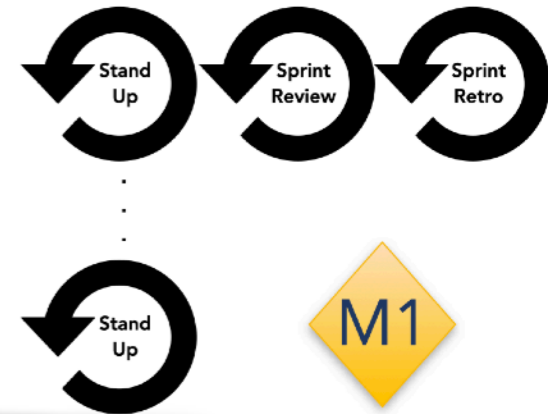 Stand
Up
Sprint
Review
Sprint
Retro
.
.
.
Stand
Up
M1